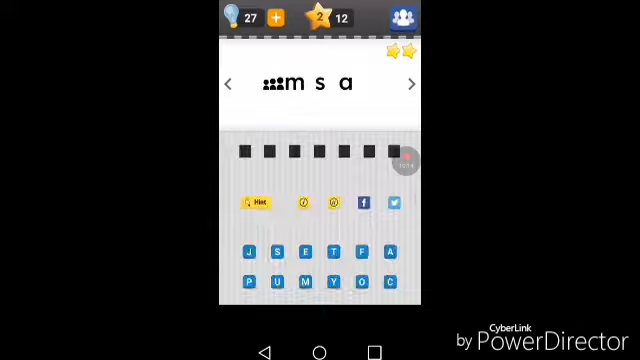 27 + 2 12
m s a
Hint f
J S E T F A
P U M Y O C
CyberLink
by PowerDirector